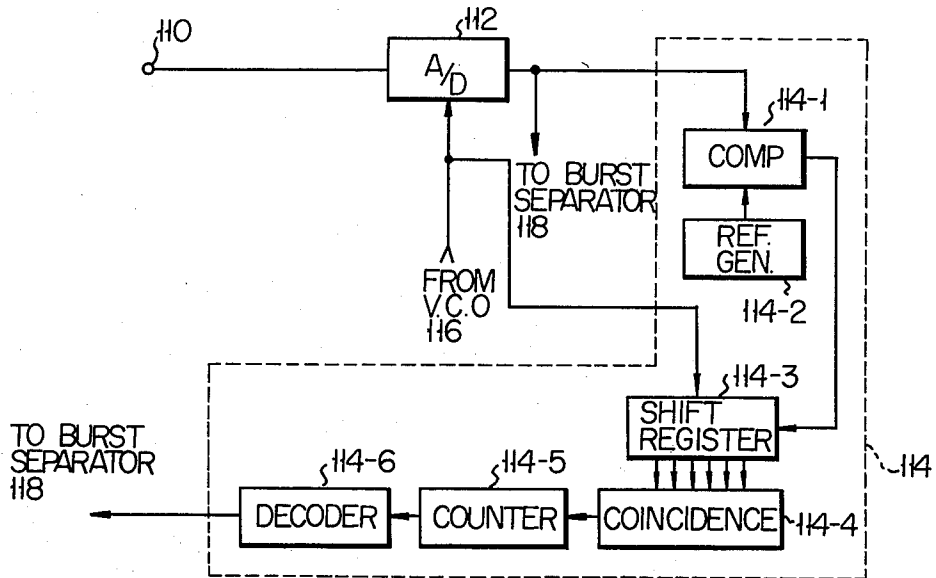 110
112
A/D
114-1
COMP
TO BURST
SEPARATOR
118
REF.
GEN.
114-2
FROM
V.C.O
116
114-3
SHIFT
REGISTER
114
TO BURST
SEPARATOR
118
114-6
DECODER
114-5
COUNTER
COINCIDENCE
114-4